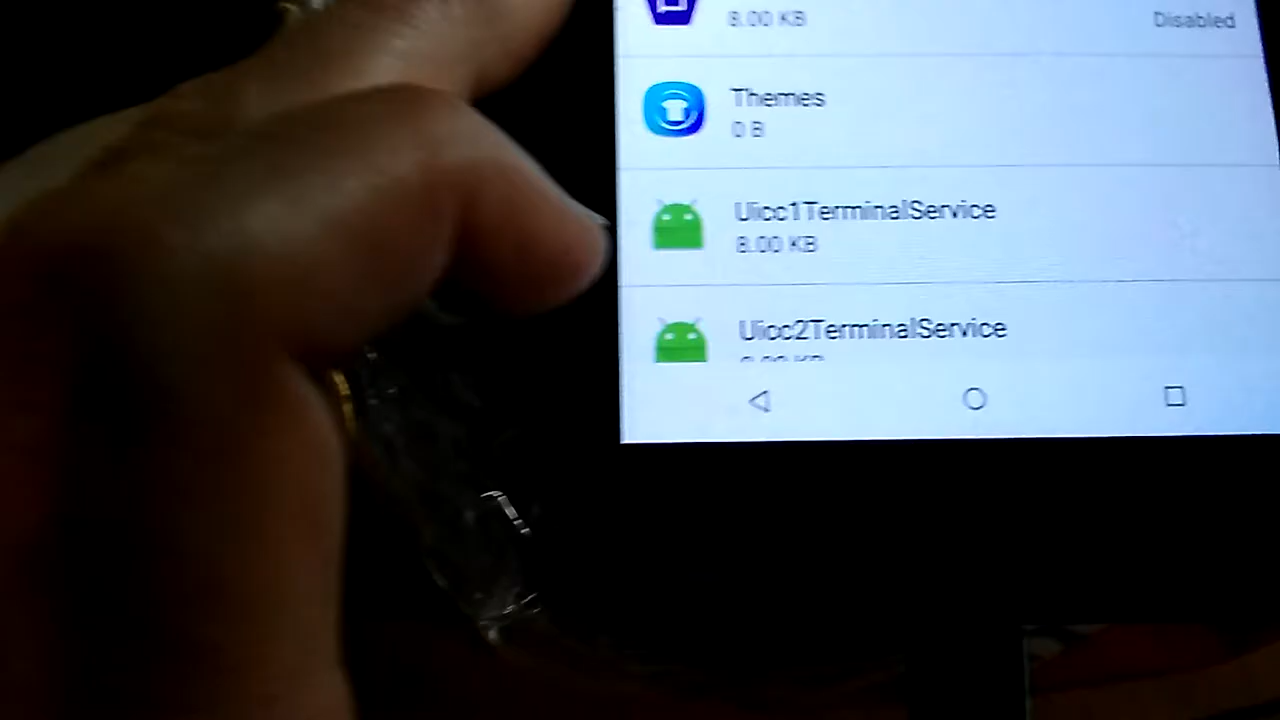 8.00 KB
Disabled
Themes
0 B
Uicc1TerminalService
8.00 KB
Uicc2TerminalService